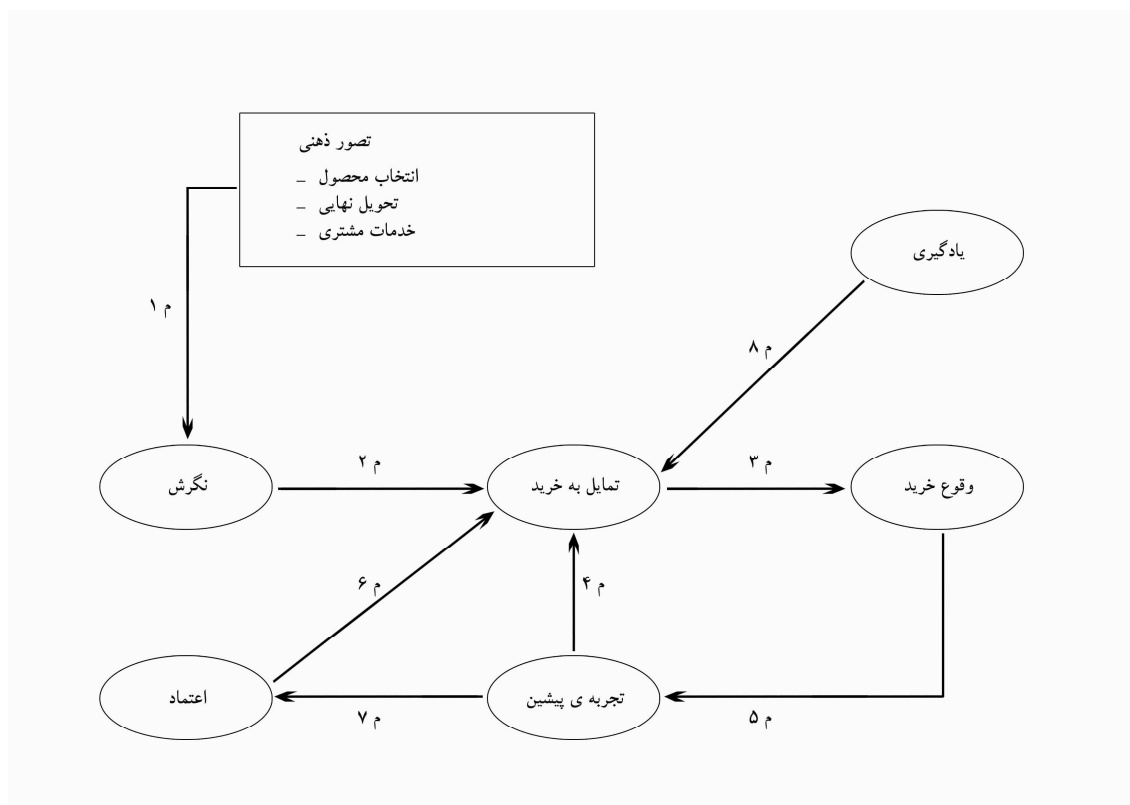 تصور ذهنی
_ انتخاب محصول
_ تحویل نهایی
_ خدمات مشتری
یادگیری
م ۱
م ۸
نگرش
م ۲
تمایل به خرید
م ۳
وقوع خرید
م ۶
م ۴
اعتماد
م ۷
تجربه ی پیشین
م ۵